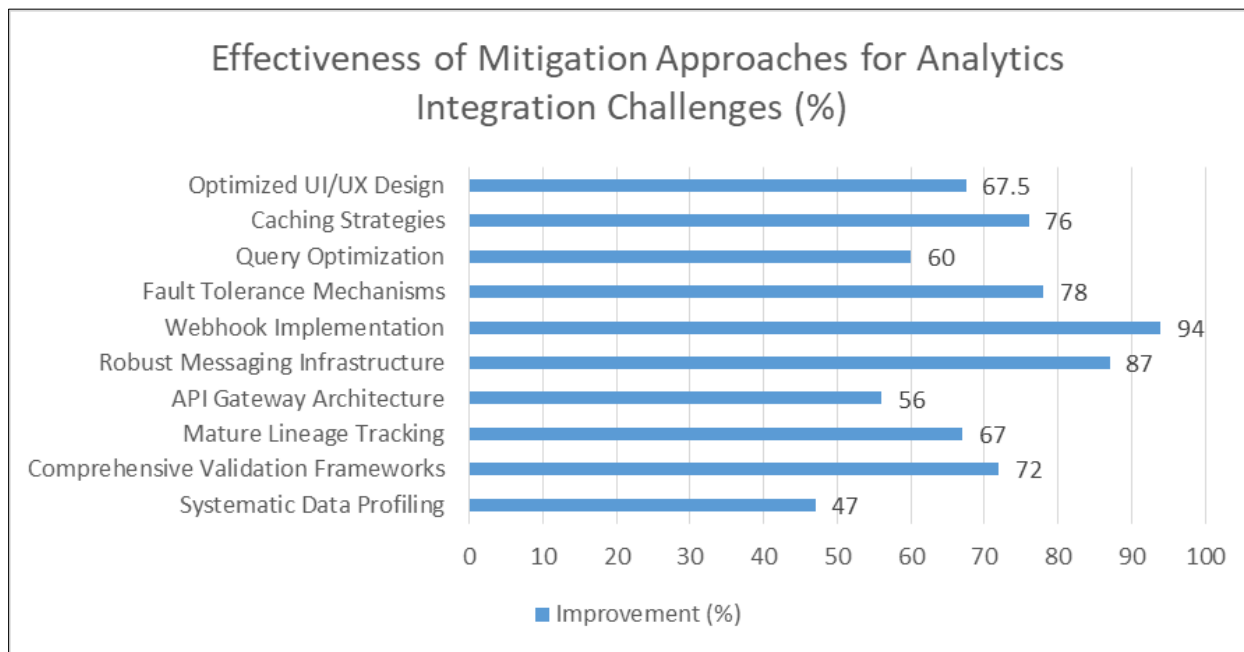 Effectiveness of Mitigation Approaches for Analytics
Integration Challenges (%)
Optimized UI/UX Design 67.5
Caching Strategies 76
Query Optimization 60
Fault Tolerance Mechanisms 78
Webhook Implementation 94
Robust Messaging Infrastructure 87
API Gateway Architecture 56
Mature Lineage Tracking 67
Comprehensive Validation Frameworks 72
Systematic Data Profiling 47
0 10 20 30 40 50 60 70 80 90 100
Improvement (%)